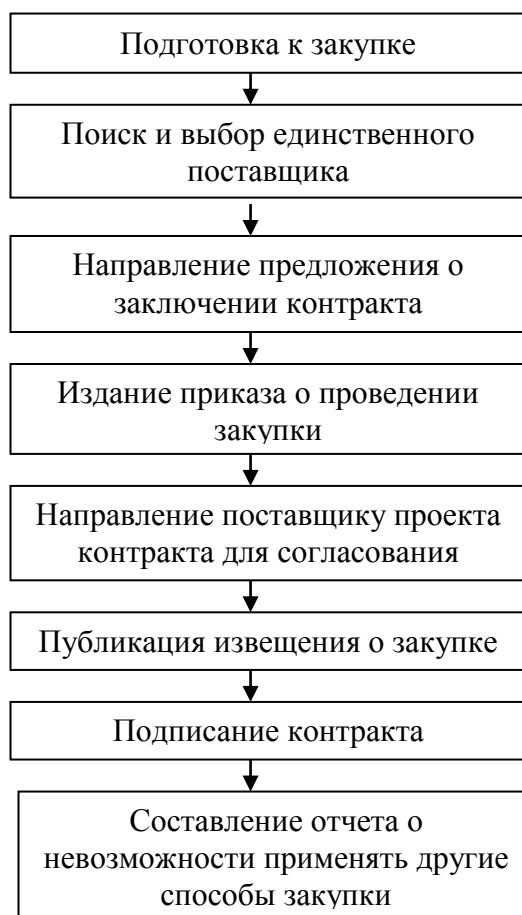 Подготовка к закупке
Поиск и выбор единственного
поставщика
Направление предложения о
заключении контракта
Издание приказа о проведении
закупки
Направление поставщику проекта
контракта для согласования
Публикация извещения о закупке
Подписание контракта
Составление отчета о
невозможности применять другие
способы закупки